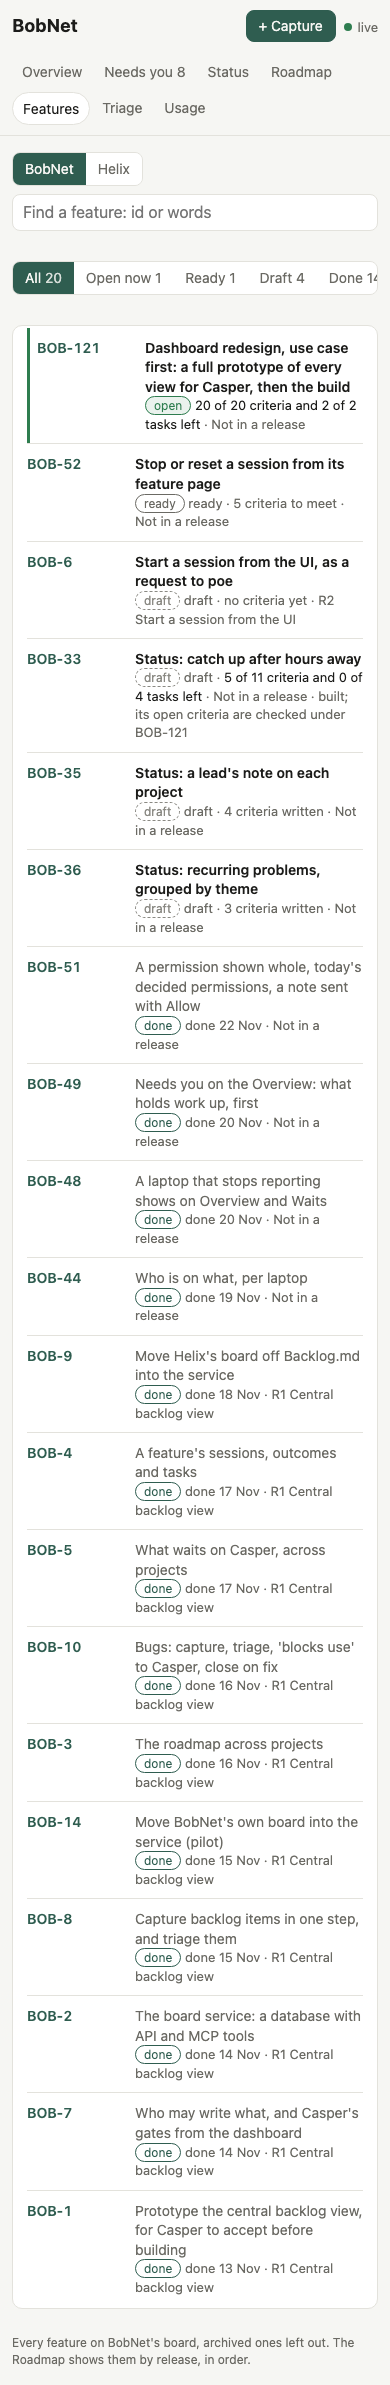 BobNet
+ Capture
live
Overview
Needs you 8
Status
Roadmap
Features
Triage
Usage
BobNet
Helix
Find a feature: id or words
All 20
Open now 1
Ready 1
Draft 4
Done 14
BOB-121
Dashboard redesign, use case
first: a full prototype of every
view for Casper, then the build
open 20 of 20 criteria and 2 of 2
tasks left · Not in a release
BOB-52
Stop or reset a session from its
feature page
ready ready · 5 criteria to meet ·
Not in a release
BOB-6
Start a session from the UI, as a
request to poe
draft draft · no criteria yet · R2
Start a session from the UI
BOB-33
Status: catch up after hours away
draft draft · 5 of 11 criteria and 0 of
4 tasks left · Not in a release · built;
its open criteria are checked under
BOB-121
BOB-35
Status: a lead's note on each
project
draft draft · 4 criteria written · Not
in a release
BOB-36
Status: recurring problems,
grouped by theme
draft draft · 3 criteria written · Not
in a release
BOB-51
A permission shown whole, today's
decided permissions, a note sent
with Allow
done done 22 Nov · Not in a
release
BOB-49
Needs you on the Overview: what
holds work up, first
done done 20 Nov · Not in a
release
BOB-48
A laptop that stops reporting
shows on Overview and Waits
done done 20 Nov · Not in a
release
BOB-44
Who is on what, per laptop
done done 19 Nov · Not in a
release
BOB-9
Move Helix's board off Backlog.md
into the service
done done 18 Nov · R1 Central
backlog view
BOB-4
A feature's sessions, outcomes
and tasks
done done 17 Nov · R1 Central
backlog view
BOB-5
What waits on Casper, across
projects
done done 17 Nov · R1 Central
backlog view
BOB-10
Bugs: capture, triage, 'blocks use'
to Casper, close on fix
done done 16 Nov · R1 Central
backlog view
BOB-3
The roadmap across projects
done done 16 Nov · R1 Central
backlog view
BOB-14
Move BobNet's own board into the
service (pilot)
done done 15 Nov · R1 Central
backlog view
BOB-8
Capture backlog items in one step,
and triage them
done done 15 Nov · R1 Central
backlog view
BOB-2
The board service: a database with
API and MCP tools
done done 14 Nov · R1 Central
backlog view
BOB-7
Who may write what, and Casper's
gates from the dashboard
done done 14 Nov · R1 Central
backlog view
BOB-1
Prototype the central backlog view,
for Casper to accept before
building
done done 13 Nov · R1 Central
backlog view
Every feature on BobNet's board, archived ones left out. The
Roadmap shows them by release, in order.